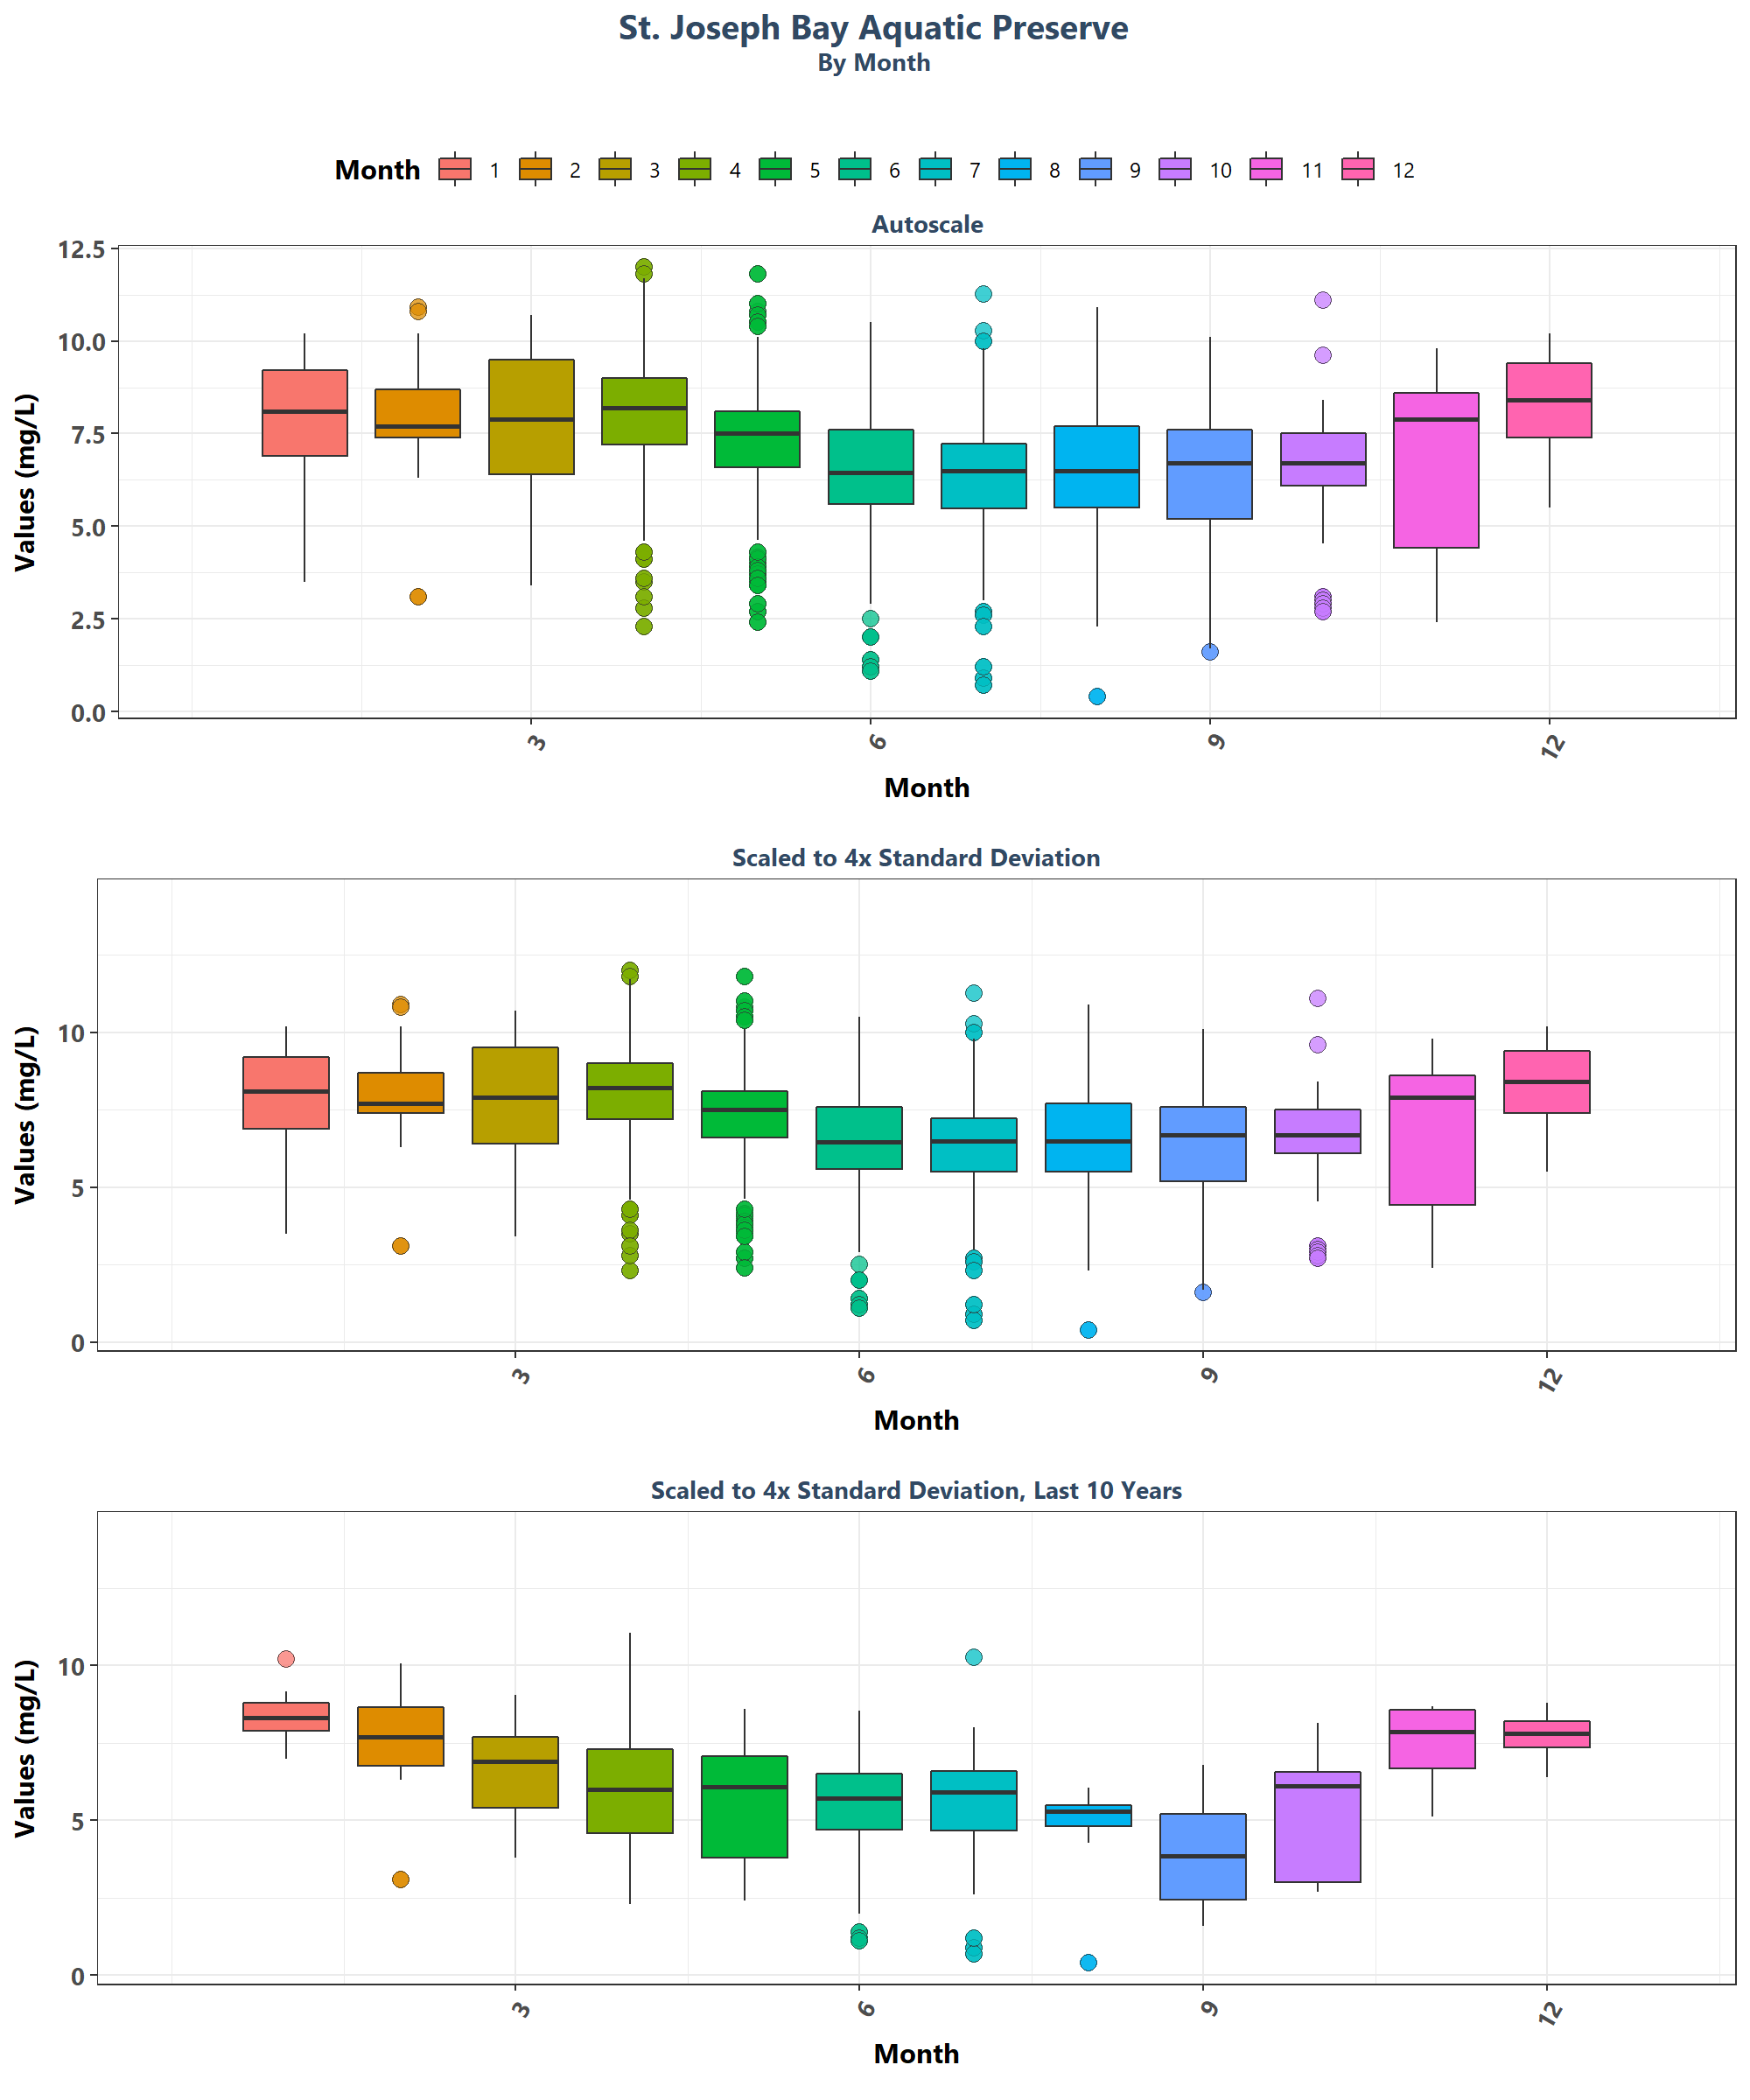 St. Joseph Bay Aquatic Preserve
By Month
Month 1 2 3 4 5 6 7 8 9 10 11 12
Autoscale
Values (mg/L)
12.5
10.0
7.5
5.0
2.5
0.0
3 6 9 12
Month
Scaled to 4x Standard Deviation
Values (mg/L)
10
5
0
3 6 9 12
Month
Scaled to 4x Standard Deviation, Last 10 Years
Values (mg/L)
10
5
0
3 6 9 12
Month